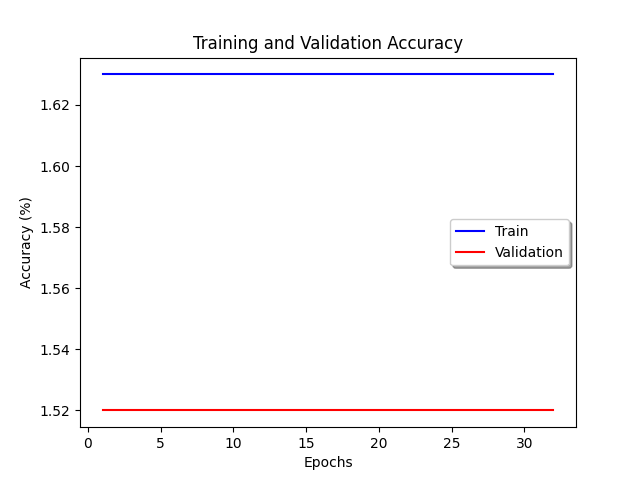 Training and Validation Accuracy
1.62
1.60
1.58
1.56
1.54
1.52
Accuracy (%)
Train
Validation
0
5
10
15
20
25
30
Epochs